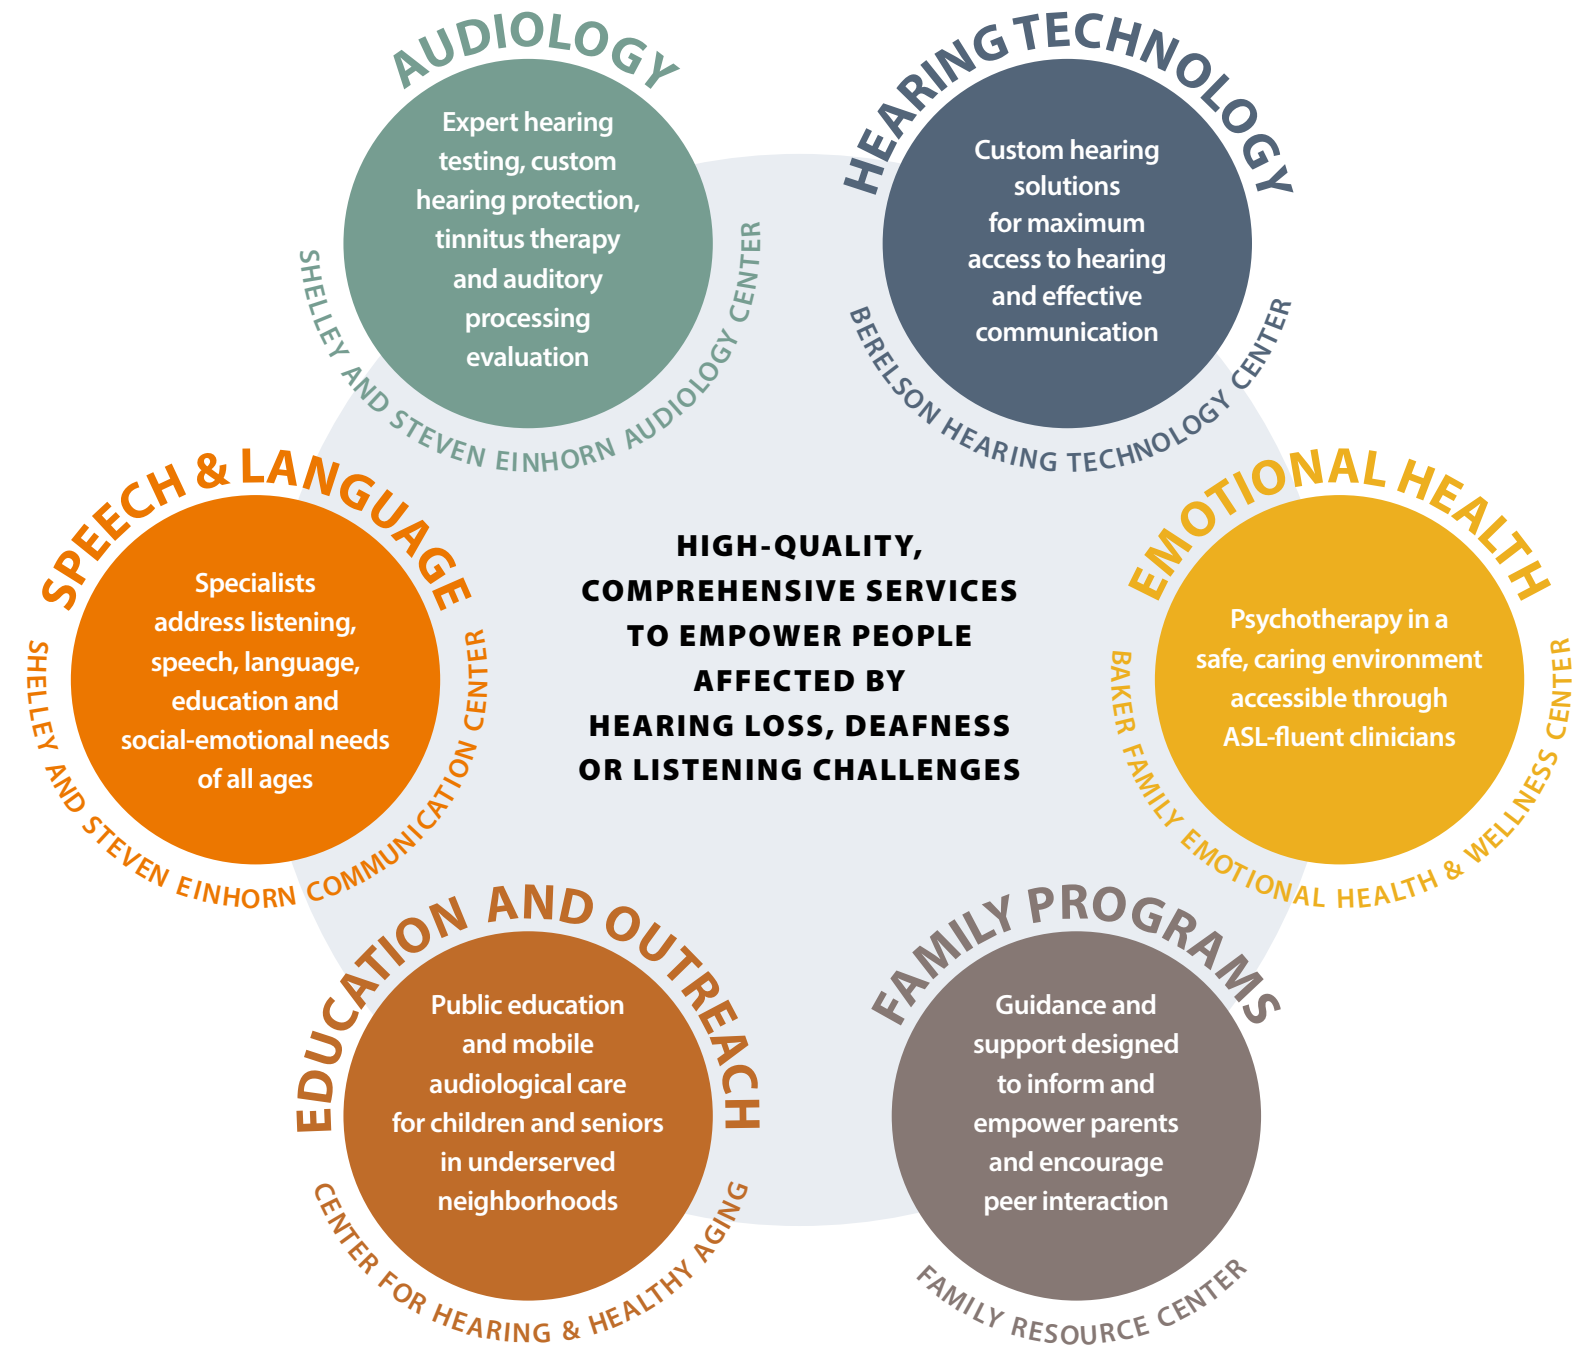 AUDIOLOGY
Expert hearing
testing, custom
hearing protection,
tinnitus therapy
and auditory
processing
evaluation
SHELLEY AND STEVEN EINHORN AUDIOLOGY CENTER
HEARING TECHNOLOGY
Custom hearing
solutions
for maximum
access to hearing
and effective
communication
BERELSON HEARING TECHNOLOGY CENTER
SPEECH & LANGUAGE
Specialists
address listening,
speech, language,
education and
social-emotional needs
of all ages
SHELLEY AND STEVEN EINHORN COMMUNICATION CENTER
HIGH-QUALITY,
COMPREHENSIVE SERVICES
TO EMPOWER PEOPLE
AFFECTED BY
HEARING LOSS, DEAFNESS
OR LISTENING CHALLENGES
EMOTIONAL HEALTH
Psychotherapy in a
safe, caring environment
accessible through
ASL-fluent clinicians
BAKER FAMILY EMOTIONAL HEALTH & WELLNESS CENTER
EDUCATION AND OUTREACH
Public education
and mobile
audiological care
for children and seniors
in underserved
neighborhoods
CENTER FOR HEARING & HEALTHY AGING
FAMILY PROGRAMS
Guidance and
support designed
to inform and
empower parents
and encourage
peer interaction
FAMILY RESOURCE CENTER